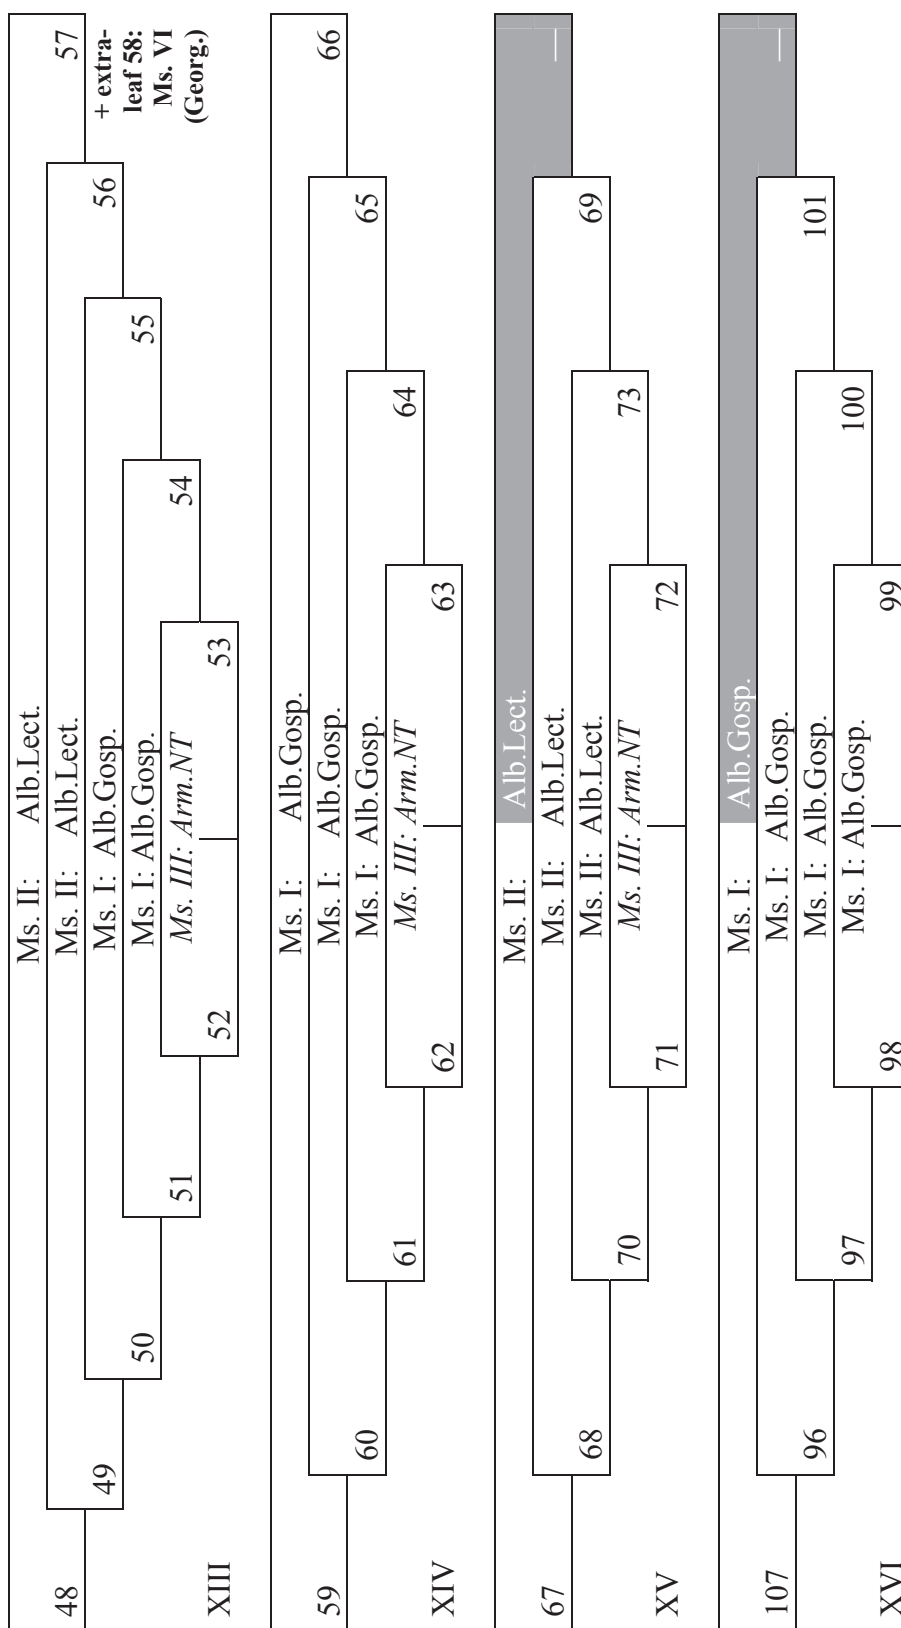 Ms. II: Alb.Lect.
48 57
Ms. II: Alb.Lect.
+ extra-
leaf 58:
Ms. VI
(Georg.)
49 56
Ms. I: Alb.Gosp.
50 55
Ms. I: Alb.Gosp.
51 54
Ms. III: Arm.NT
XIII 52 53
Ms. I: Alb.Gosp.
59 66
Ms. I: Alb.Gosp.
60 65
Ms. I: Alb.Gosp.
61 64
Ms. III: Arm.NT
XIV 62 63
Ms. II: Alb.Lect.
67 —
Ms. II: Alb.Lect.
68 69
Ms. II: Alb.Lect.
70 73
Ms. III: Arm.NT
XV 71 72
Ms. I: Alb.Gosp.
107 —
Ms. I: Alb.Gosp.
96 101
Ms. I: Alb.Gosp.
97 100
Ms. I: Alb.Gosp.
XVI 98 99